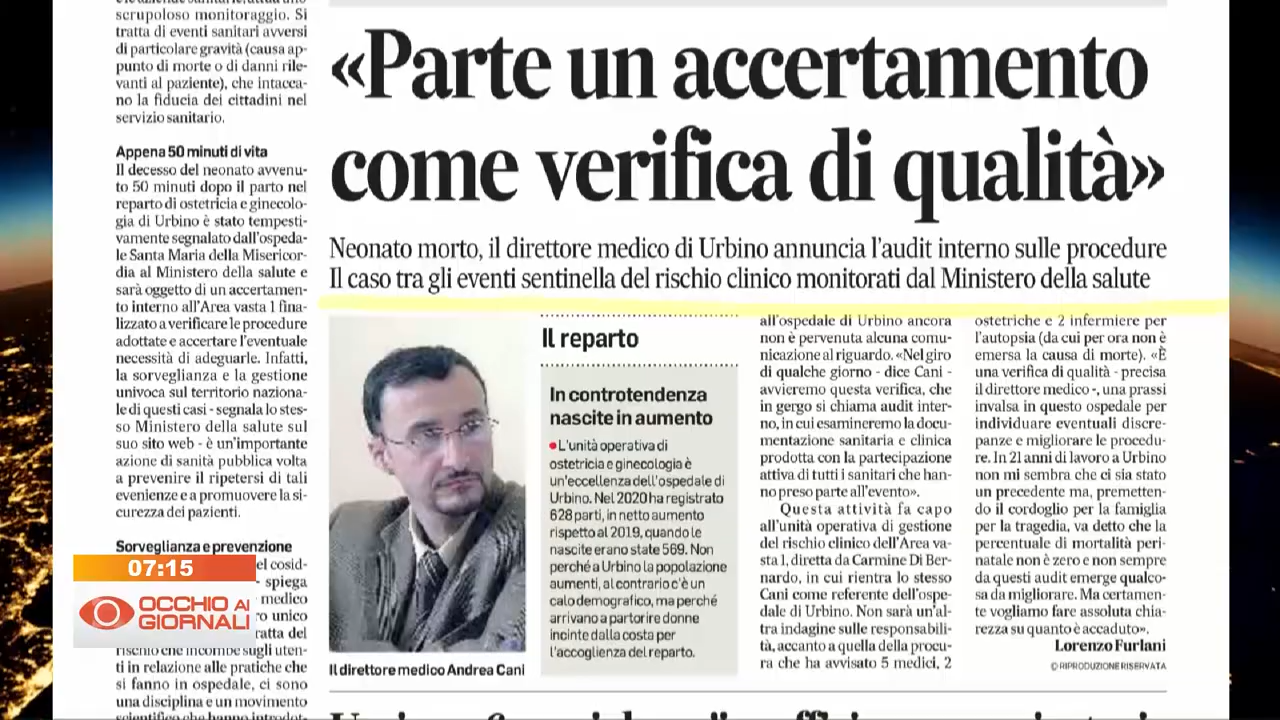 scrupoloso monitoraggio. Si
tratta di eventi sanitari avversi
di particolare gravità (causa ap-
punto di morte o di danni rile-
vanti al paziente), che intacca-
no la fiducia dei cittadini nel
servizio sanitario.
Appena 50 minuti di vita
Il decesso del neonato avvenu-
to 50 minuti dopo il parto nel
reparto di ostetricia e ginecolo-
gia di Urbino è stato tempesti-
vamente segnalato dall'ospeda-
le Santa Maria della Misericor-
dia al Ministero della salute e
sarà oggetto di un accertamen-
to interno all'Area vasta 1 fina-
lizzato a verificare le procedure
adottate e accertare l'eventuale
necessità di adeguarle. Infatti,
la sorveglianza e la gestione
univoca sul territorio naziona-
le di questi casi - segnala lo stes-
so Ministero della salute sul
suo sito web - è un'importante
azione di sanità pubblica volta
a prevenire il ripetersi di tali
evenienze e a promuovere la si-
curezza dei pazienti.
Sorveglianza e prevenzione
el cosid-
- spiega
medico
ro unico
ratta del
rischio che incombe sugli uten-
ti in relazione alle pratiche che
si fanno in ospedale, ci sono
una disciplina e un movimento
scientifico che hanno introdot-
07:15
OCCHIO AI
GIORNALI
«Parte un accertamento
come verifica di qualità»
Neonato morto, il direttore medico di Urbino annuncia l'audit interno sulle procedure
Il caso tra gli eventi sentinella del rischio clinico monitorati dal Ministero della salute
Il direttore medico Andrea Cani
Il reparto
In controtendenza
nascite in aumento
● L'unità operativa di
ostetricia e ginecologia è
un'eccellenza dell'ospedale di
Urbino. Nel 2020 ha registrato
628 parti, in netto aumento
rispetto al 2019, quando le
nascite erano state 569. Non
perché a Urbino la popolazione
aumenti, al contrario c'è un
calo demografico, ma perché
arrivano a partorire donne
incinte dalla costa per
l'accoglienza del reparto.
all'ospedale di Urbino ancora
non è pervenuta alcuna comu-
nicazione al riguardo. «Nel giro
di qualche giorno - dice Cani -
avvieremo questa verifica, che
in gergo si chiama audit inter-
no, in cui esamineremo la docu-
mentazione sanitaria e clinica
prodotta con la partecipazione
attiva di tutti i sanitari che han-
no preso parte all'evento».
Questa attività fa capo
all'unità operativa di gestione
del rischio clinico dell'Area va-
sta 1, diretta da Carmine Di Ber-
nardo, in cui rientra lo stesso
Cani come referente dell'ospe-
dale di Urbino. Non sarà un'al-
tra indagine sulle responsabili-
tà, accanto a quella della procu-
ra che ha avvisato 5 medici, 2
ostetriche e 2 infermiere per
l'autopsia (da cui per ora non è
emersa la causa di morte). «È
una verifica di qualità - precisa
il direttore medico -, una prassi
invalsa in questo ospedale per
individuare eventuali discre-
panze e migliorare le procedu-
re. In 21 anni di lavoro a Urbino
non mi sembra che ci sia stato
un precedente ma, premetten-
do il cordoglio per la famiglia
per la tragedia, va detto che la
percentuale di mortalità peri-
natale non è zero e non sempre
da questi audit emerge qualco-
sa da migliorare. Ma certamen-
te vogliamo fare assoluta chia-
rezza su quanto è accaduto».
Lorenzo Furlani
© RIPRODUZIONE RISERVATA